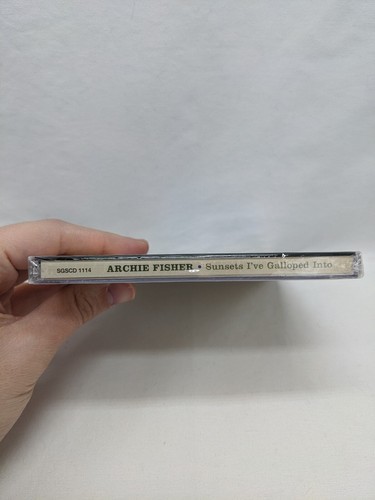 SGSCD 1114 ARCHIE FISHER • Sunsets I've Galloped Into